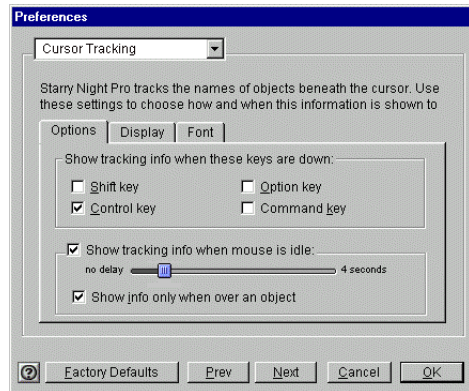 Preferences
Cursor Tracking
Starry Night Pro tracks the names of objects beneath the cursor. Use
these settings to choose how and when this information is shown to
Options Display Font
Show tracking info when these keys are down:
Shift key Option key
Control key Command key
Show tracking info when mouse is idle:
no delay 4 seconds
Show info only when over an object
? Factory Defaults Prev Next Cancel OK